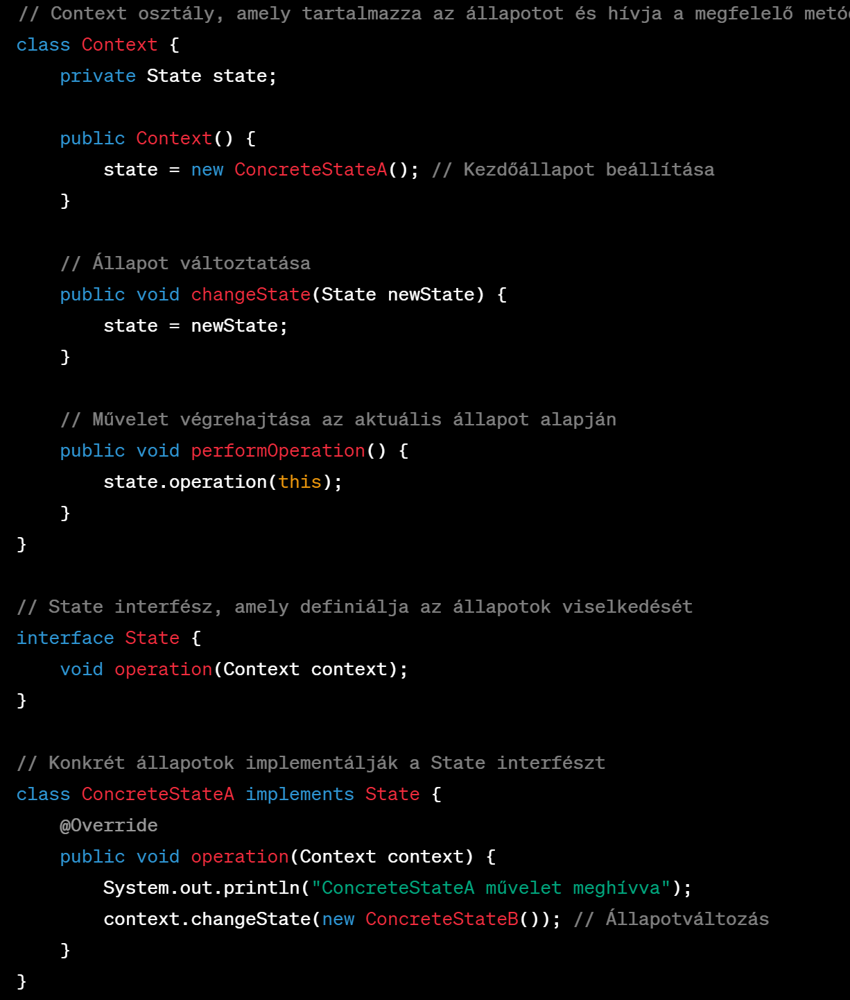 // Context osztály, amely tartalmazza az állapotot és hívja a megfelelő
class Context {
    private State state;
    public Context() {
        state = new ConcreteStateA(); // Kezdőállapot beállítása
    }
    // Állapot változtatása
    public void changeState(State newState) {
        state = newState;
    }
    // Művelet végrehajtása az aktuális állapot alapján
    public void performOperation() {
        state.operation(this);
    }
}
// State interfész, amely definiálja az állapotok viselkedését
interface State {
    void operation(Context context);
}
// Konkrét állapotok implementálják a State interfészt
class ConcreteStateA implements State {
    @Override
    public void operation(Context context) {
        System.out.println("ConcreteStateA művelet meghívva");
        context.changeState(new ConcreteStateB()); // Állapotváltozás
    }
}